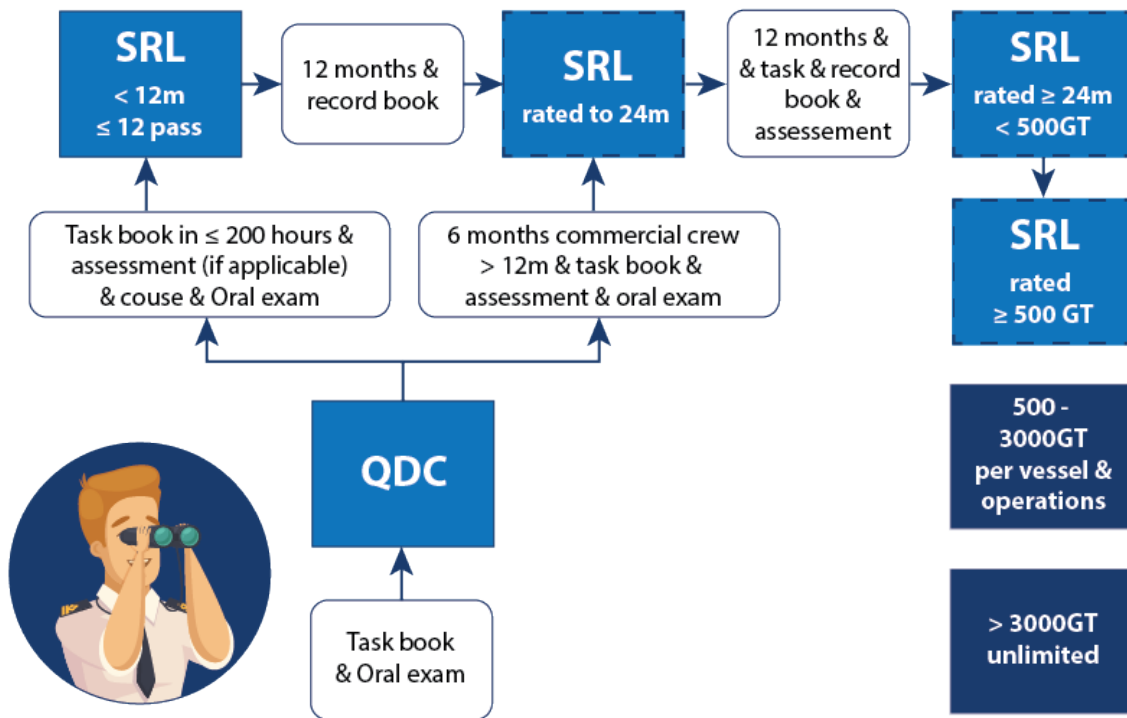 SRL
< 12m
≤ 12 pass
12 months &
record book
SRL
rated to 24m
12 months &
& task & record
book &
assessement
SRL
rated ≥ 24m
< 500GT
Task book in ≤ 200 hours &
assessment (if applicable)
& couse & Oral exam
6 months commercial crew
> 12m & task book &
assessment & oral exam
SRL
rated
≥ 500 GT
QDC
500 -
3000GT
per vessel &
operations
Task book
& Oral exam
> 3000GT
unlimited